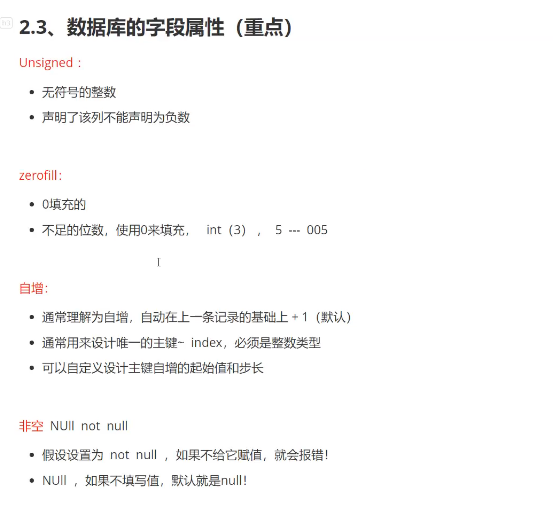 2.3、数据库的字段属性（重点）
Unsigned：
无符号的整数
声明了该列不能声明为负数
zerofill：
0填充的
不足的位数，使用0来填充， int（3）， 5 --- 005
自增：
通常理解为自增，自动在上一条记录的基础上 + 1（默认）
通常用来设计唯一的主键~ index，必须是整数类型
可以自定义设计主键自增的起始值和步长
非空 NUll not null
假设设置为 not null ，如果不给它赋值，就会报错！
NUll ，如果不填写值，默认就是null！